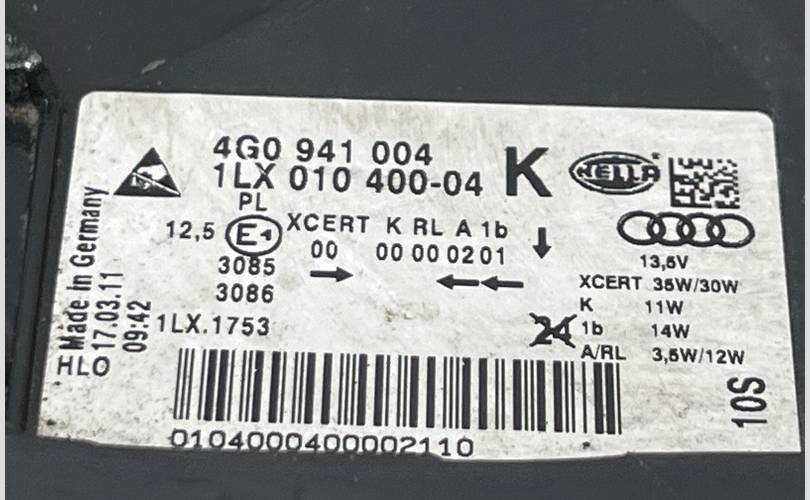 4G0 941 004
1LX 010 400-04
K
HELLA
PL
12,5 E1 XCERT K RL A 1b
00 00 00 02 01
3085
3086
1LX.1753
Made In Germany
17.03.11
09:42
HLO
13,5V
XCERT 35W/30W
K 11W
24 1b 14W
A/RL 3,5W/12W
10S
0104000400002110